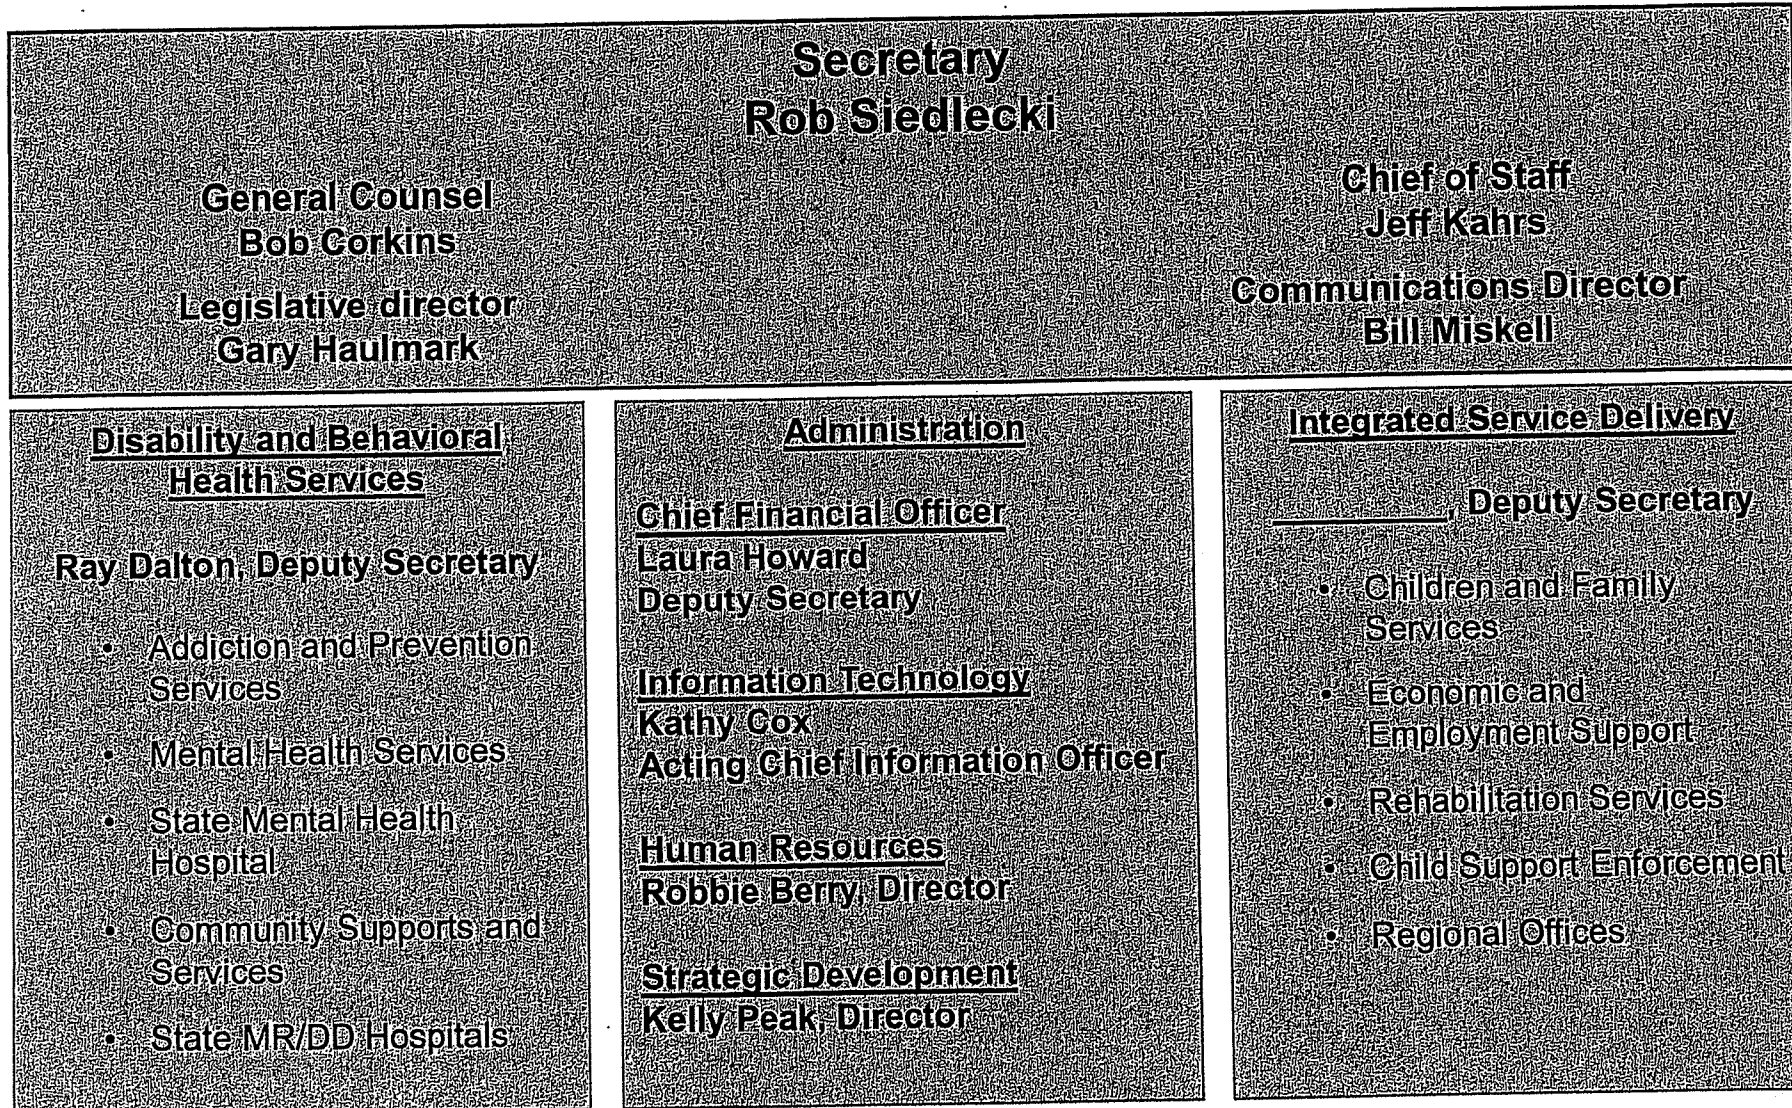 Secretary
Rob Siedlecki
General Counsel
Bob Corkins
Legislative director
Gary Haulmark
Chief of Staff
Jeff Kahrs
Communications Director
Bill Miskell
Disability and Behavioral
Health Services
Ray Dalton, Deputy Secretary
• Addiction and Prevention
Services
• Mental Health Services
• State Mental Health
Hospital
• Community Supports and
Services
• State MR/DD Hospitals
Administration
Chief Financial Officer
Laura Howard
Deputy Secretary
Information Technology
Kathy Cox
Acting Chief Information Officer
Human Resources
Robbie Berry, Director
Strategic Development
Kelly Peak, Director
Integrated Service Delivery
__________, Deputy Secretary
• Children and Family
Services
• Economic and
Employment Support
• Rehabilitation Services
• Child Support Enforcement
• Regional Offices